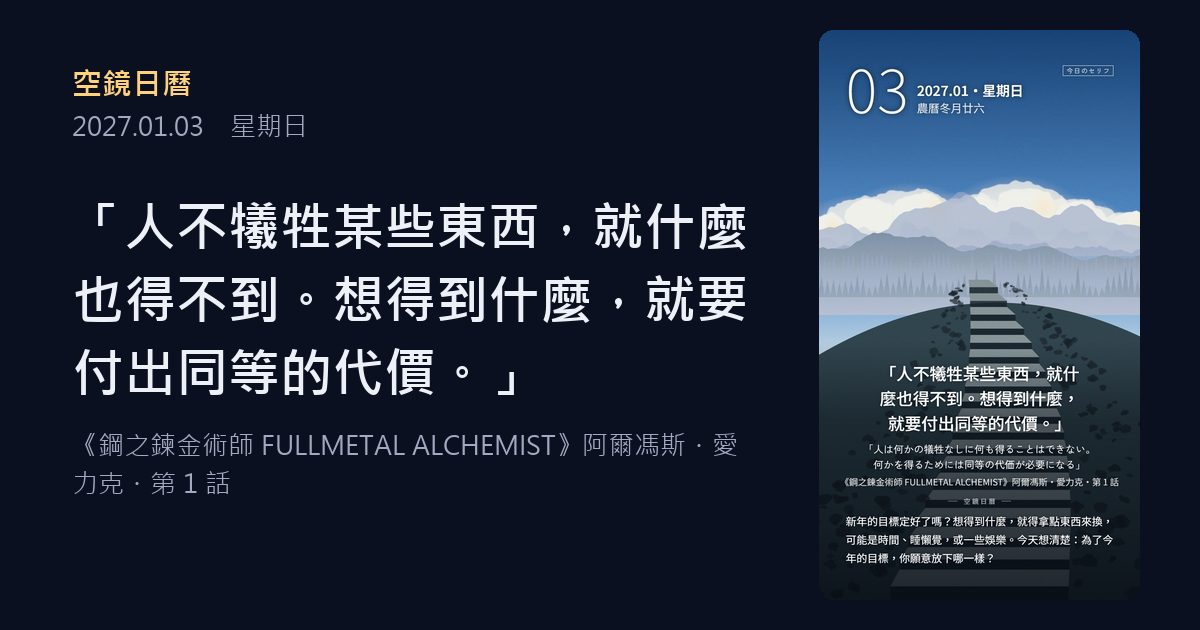 空鏡日曆
2027.01.03 星期日
「人不犧牲某些東西，就什麼
也得不到。想得到什麼，就要
付出同等的代價。」
《鋼之鍊金術師 FULLMETAL ALCHEMIST》阿爾馮斯・愛
力克・第 1 話
03
2027.01・星期日
農曆冬月廿六
今日のセリフ
「人不犧牲某些東西，就什
麼也得不到。想得到什麼，
就要付出同等的代價。」
「人は何かの犠牲なしに何も得ることはできない。
何かを得るためには同等の代価が必要になる」
《鋼之鍊金術師 FULLMETAL ALCHEMIST》阿爾馮斯・愛力克・第 1 話
空鏡日曆
新年的目標定好了嗎？想得到什麼，就得拿點東西來換，
可能是時間、睡懶覺，或一些娛樂。今天想清楚：為了今
年的目標，你願意放下哪一樣？